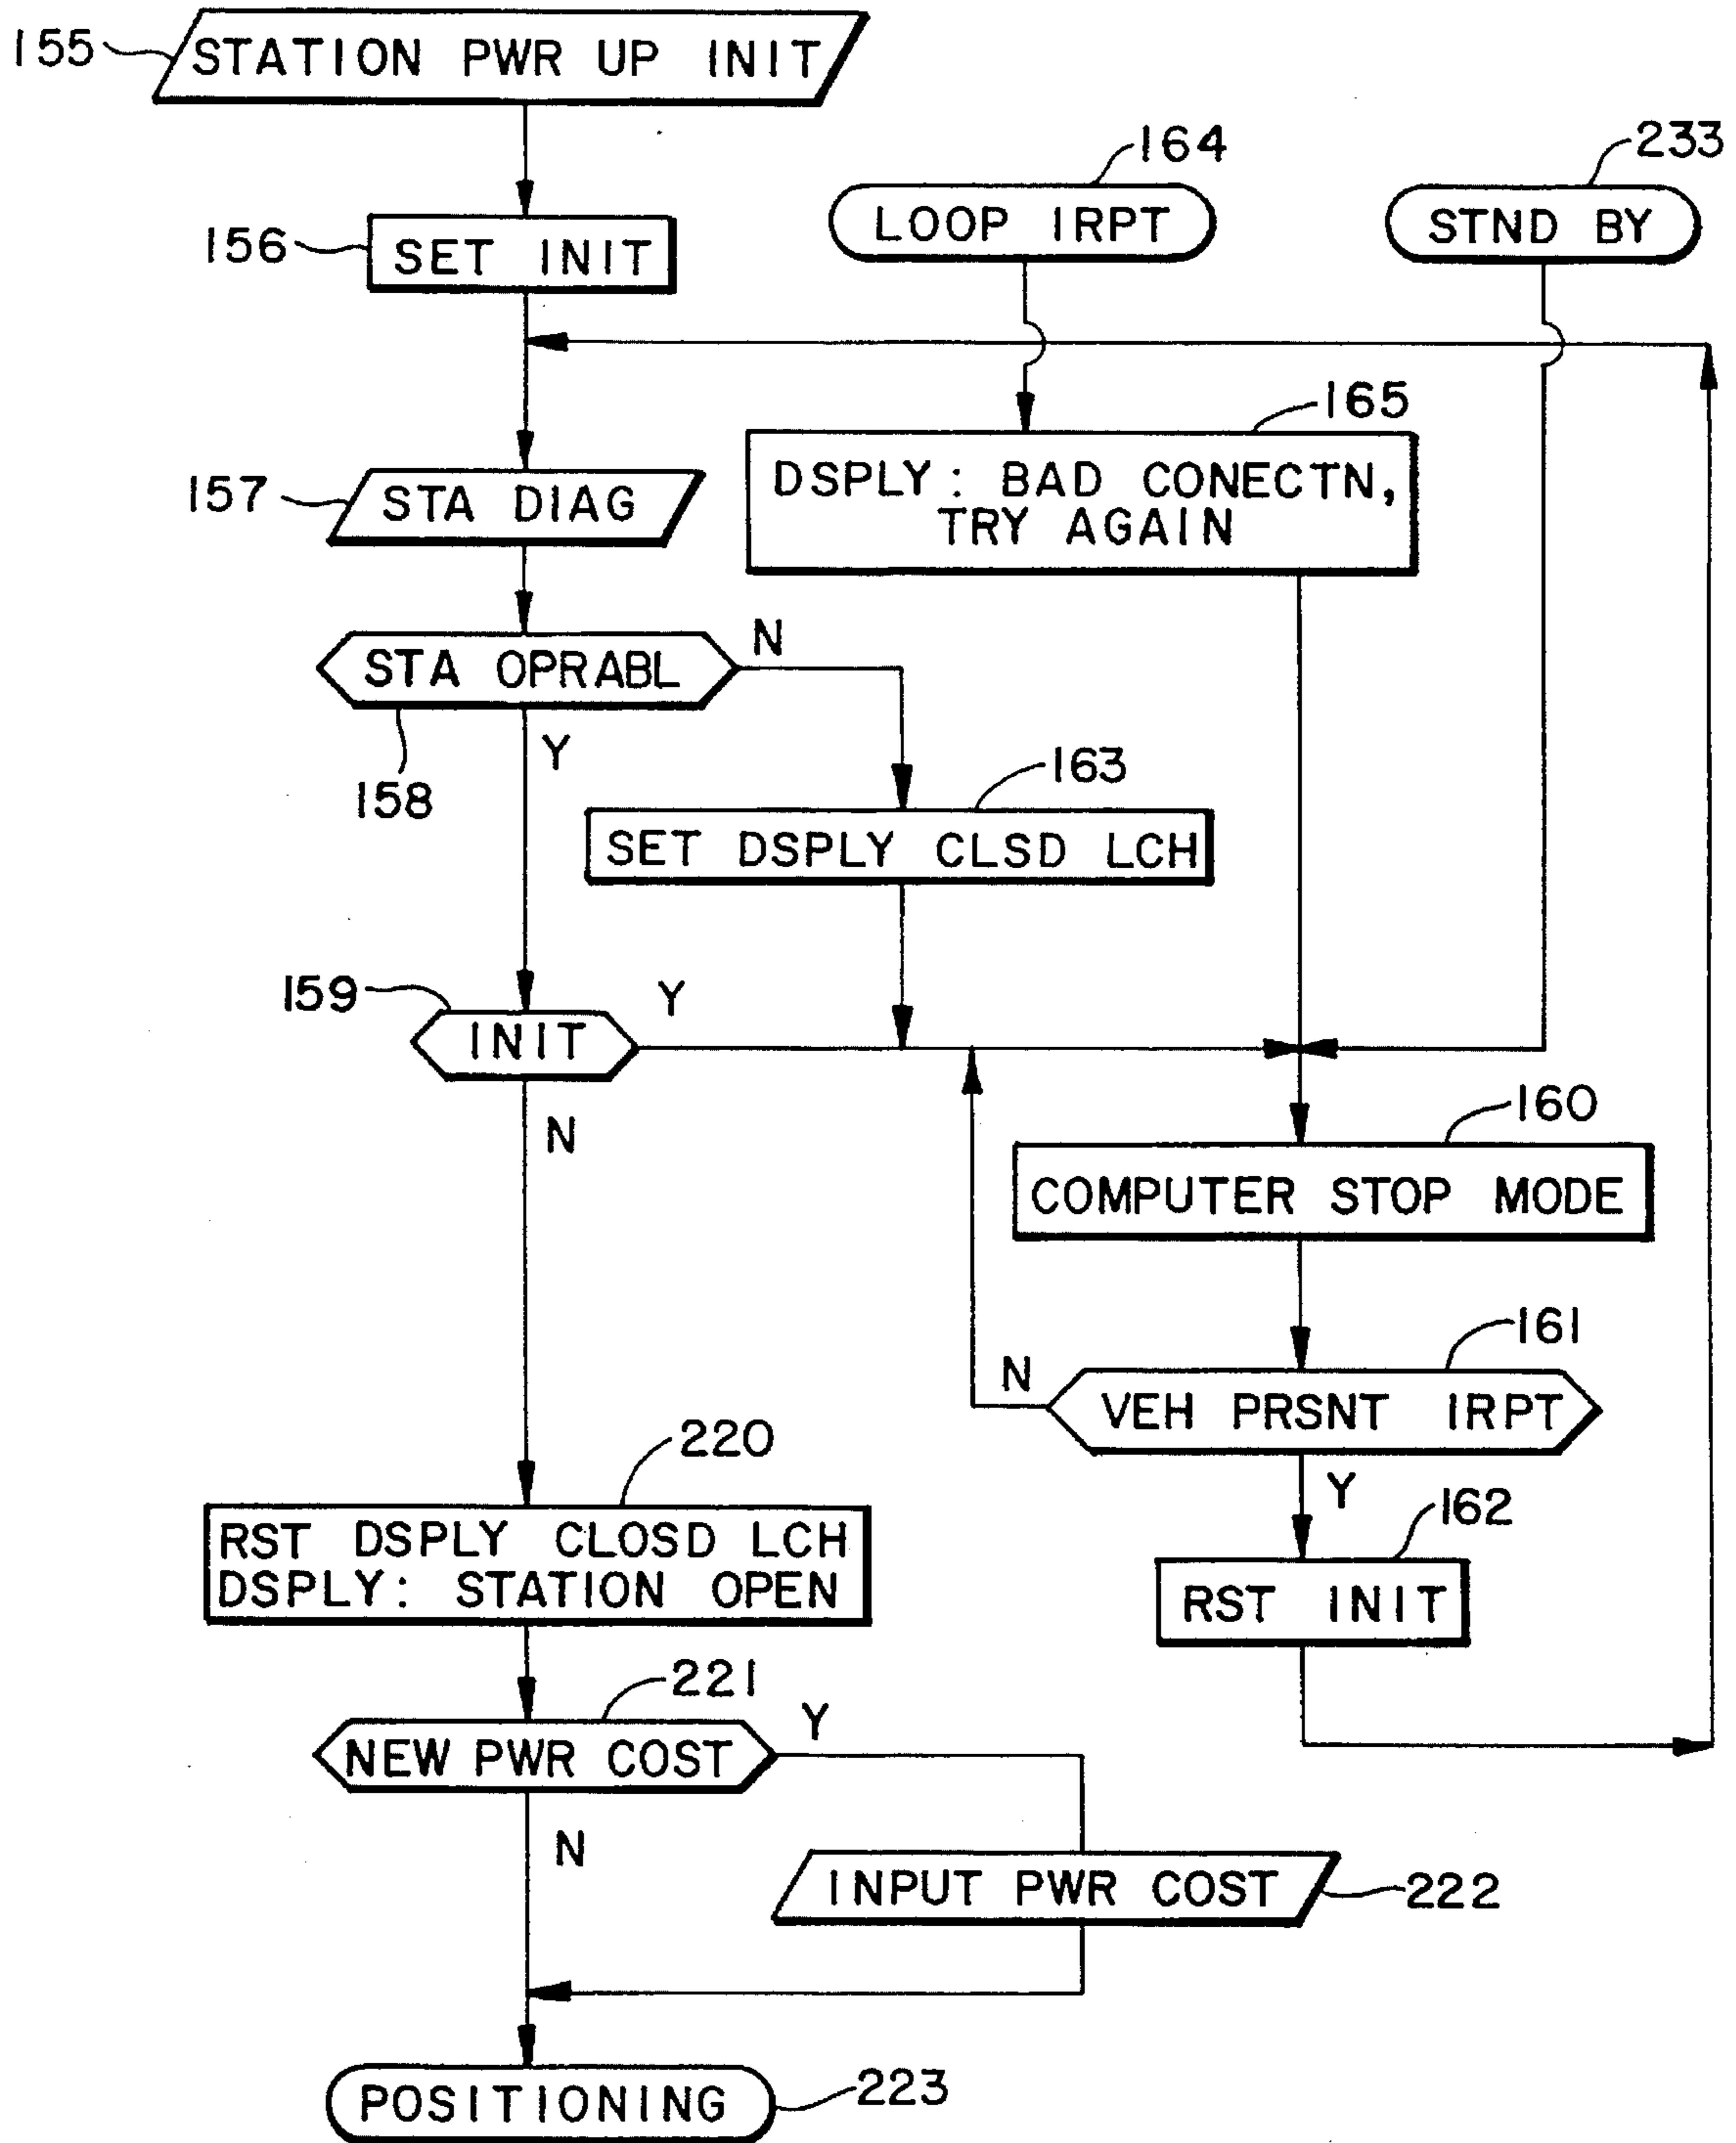 155
STATION PWR UP INIT
164
233
LOOP IRPT
STND BY
156
SET INIT
165
DSPLY: BAD CONECTN,
TRY AGAIN
157
STA DIAG
N
STA OPRABL
Y
158
163
SET DSPLY CLSD LCH
159
Y
INIT
N
160
COMPUTER STOP MODE
161
N
VEH PRSNT IRPT
Y
220
162
RST DSPLY CLOSD LCH
DSPLY: STATION OPEN
RST INIT
221
Y
NEW PWR COST
N
INPUT PWR COST
222
POSITIONING
223